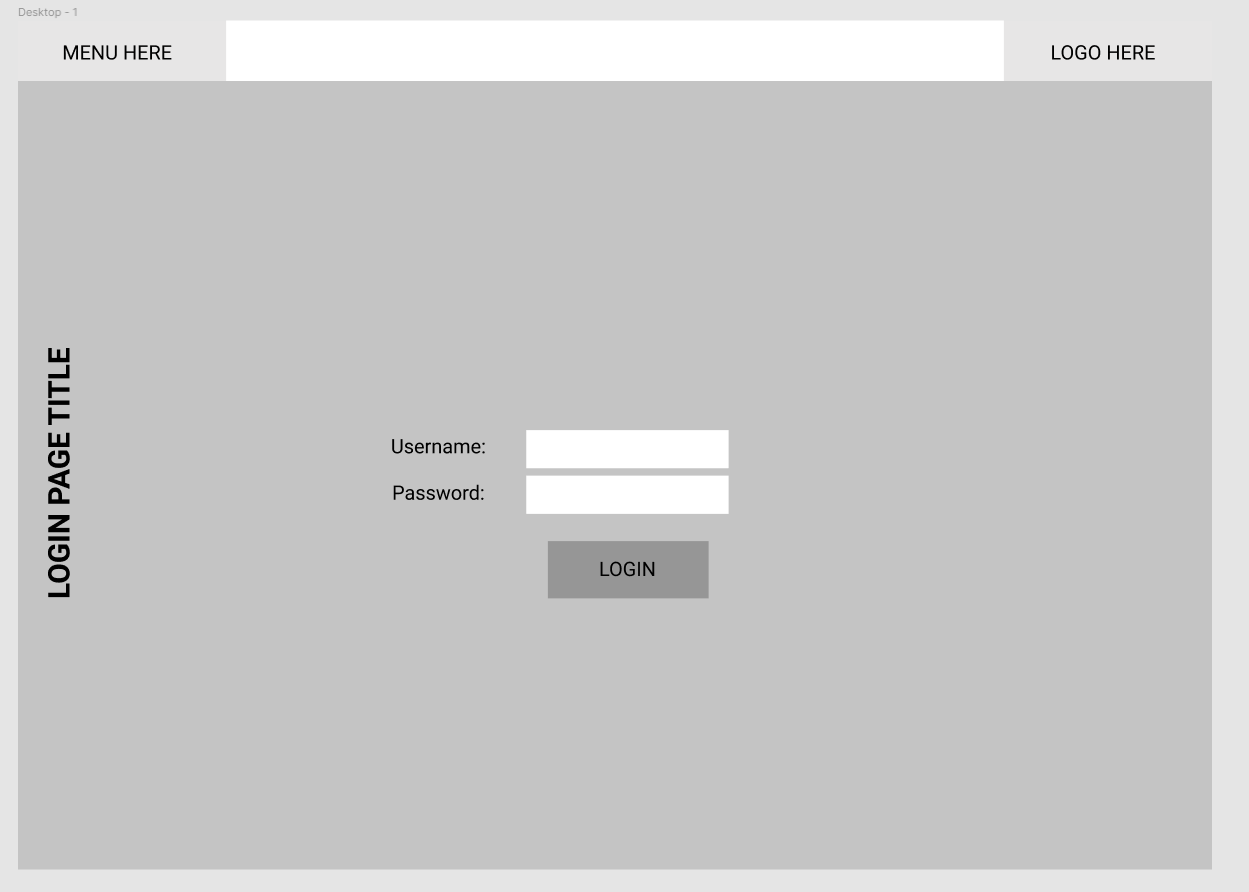 Desktop - 1
MENU HERE
LOGO HERE
LOGIN PAGE TITLE
Username:
Password:
LOGIN